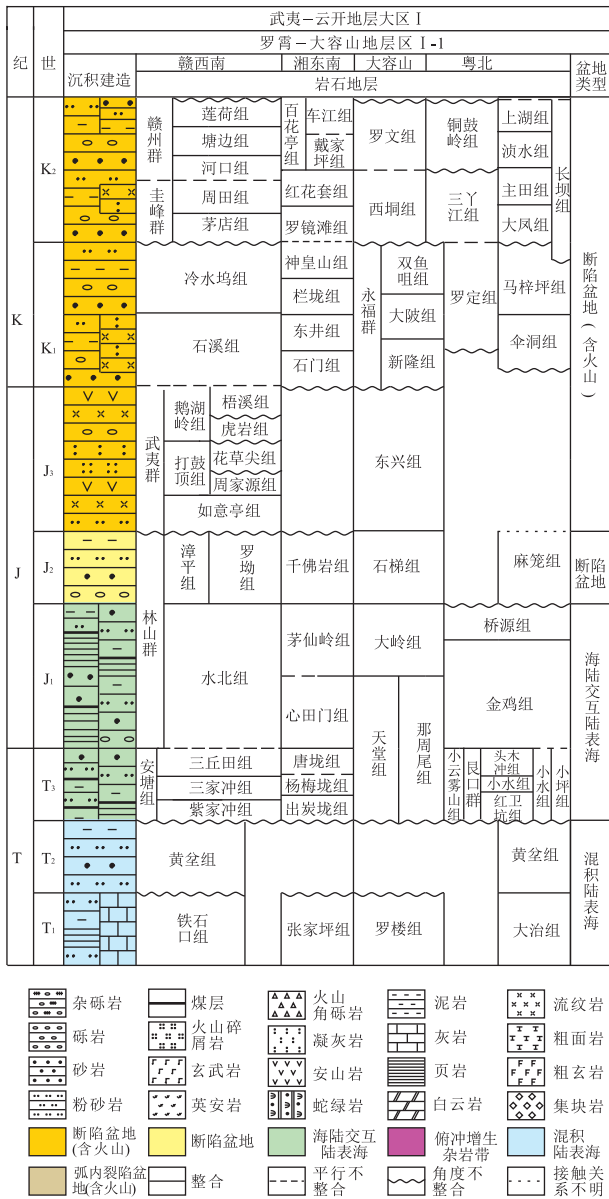 武夷-云开地层大区 I
罗霄-大容山地层区 I-1
纪 世 沉积建造 赣西南 湘东南 大容山 粤北 盆地类型
岩石地层
K
K₂
赣州群 莲荷组 塘边组 河口组
圭峰群 周田组 茅店组
百花亭组 车江组 戴家坪组
红花套组
罗镜滩组
罗文组
西垌组
铜鼓岭组
三丫江组
上湖组
浈水组
主田组
大凤组
长坝组
K₁
冷水坞组
石溪组
神皇山组
栏垅组
东井组
石门组
永福群 双鱼咀组 大陂组 新隆组
罗定组
马梓坪组
伞洞组
断陷盆地(含火山)
J
J₃
武夷群
鹅湖岭组 梧溪组 虎岩组
打鼓顶组 花草尖组 周家源组
如意亭组
东兴组
J₂
林山群
漳平组 罗坳组
千佛岩组
石梯组
麻笼组
断陷盆地
J₁
水北组
茅仙岭组
心田门组
大岭组
天堂组
那周尾组
桥源组
金鸡组
海陆交互陆表海
T
T₃
安塘组 三丘田组 三家冲组 紫家冲组
唐垅组
杨梅垅组
出炭垅组
小云雾山组
艮口群 头木冲组 小水组 红卫坑组
小水组
小坪组
T₂
黄坌组
黄坌组
混积陆表海
T₁
铁石口组
张家坪组
罗楼组
大治组
杂砾岩 煤层 火山角砾岩 泥岩 流纹岩
砾岩 火山碎屑岩 凝灰岩 灰岩 粗面岩
砂岩 玄武岩 安山岩 页岩 粗玄岩
粉砂岩 英安岩 蛇绿岩 白云岩 集块岩
断陷盆地(含火山) 断陷盆地 海陆交互陆表海 俯冲增生杂岩带 混积陆表海
弧内裂陷盆地(含火山) 整合 平行不整合 角度不整合 接触关系不明